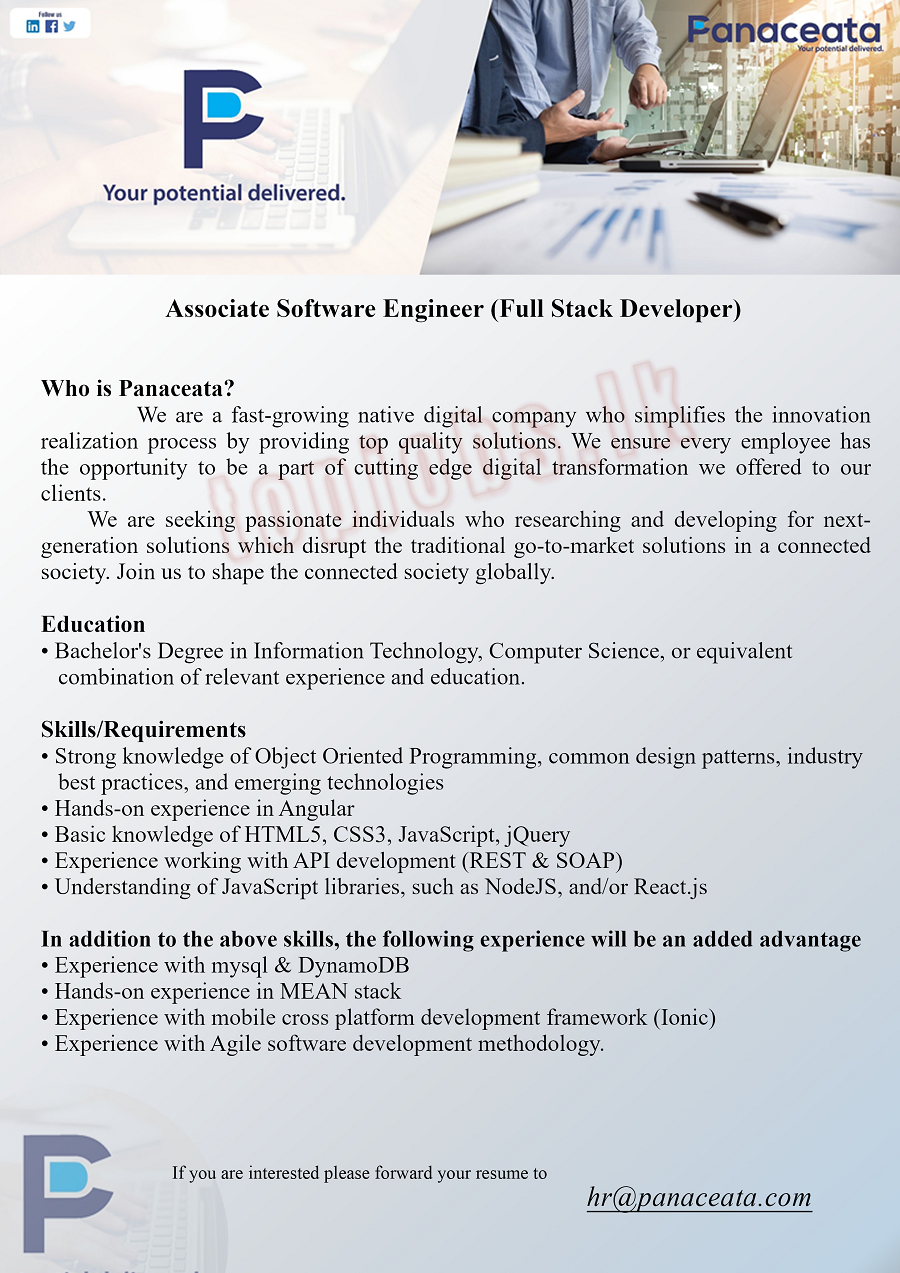 Follow us
Panaceata
Your potential delivered.
Your potential delivered.
Associate Software Engineer (Full Stack Developer)
Who is Panaceata?
We are a fast-growing native digital company who simplifies the innovation
realization process by providing top quality solutions. We ensure every employee has
the opportunity to be a part of cutting edge digital transformation we offered to our
clients.
We are seeking passionate individuals who researching and developing for next-
generation solutions which disrupt the traditional go-to-market solutions in a connected
society. Join us to shape the connected society globally.
topjobs.lk
Education
• Bachelor's Degree in Information Technology, Computer Science, or equivalent
combination of relevant experience and education.
Skills/Requirements
• Strong knowledge of Object Oriented Programming, common design patterns, industry
best practices, and emerging technologies
• Hands-on experience in Angular
• Basic knowledge of HTML5, CSS3, JavaScript, jQuery
• Experience working with API development (REST & SOAP)
• Understanding of JavaScript libraries, such as NodeJS, and/or React.js
In addition to the above skills, the following experience will be an added advantage
• Experience with mysql & DynamoDB
• Hands-on experience in MEAN stack
• Experience with mobile cross platform development framework (Ionic)
• Experience with Agile software development methodology.
If you are interested please forward your resume to
hr@panaceata.com